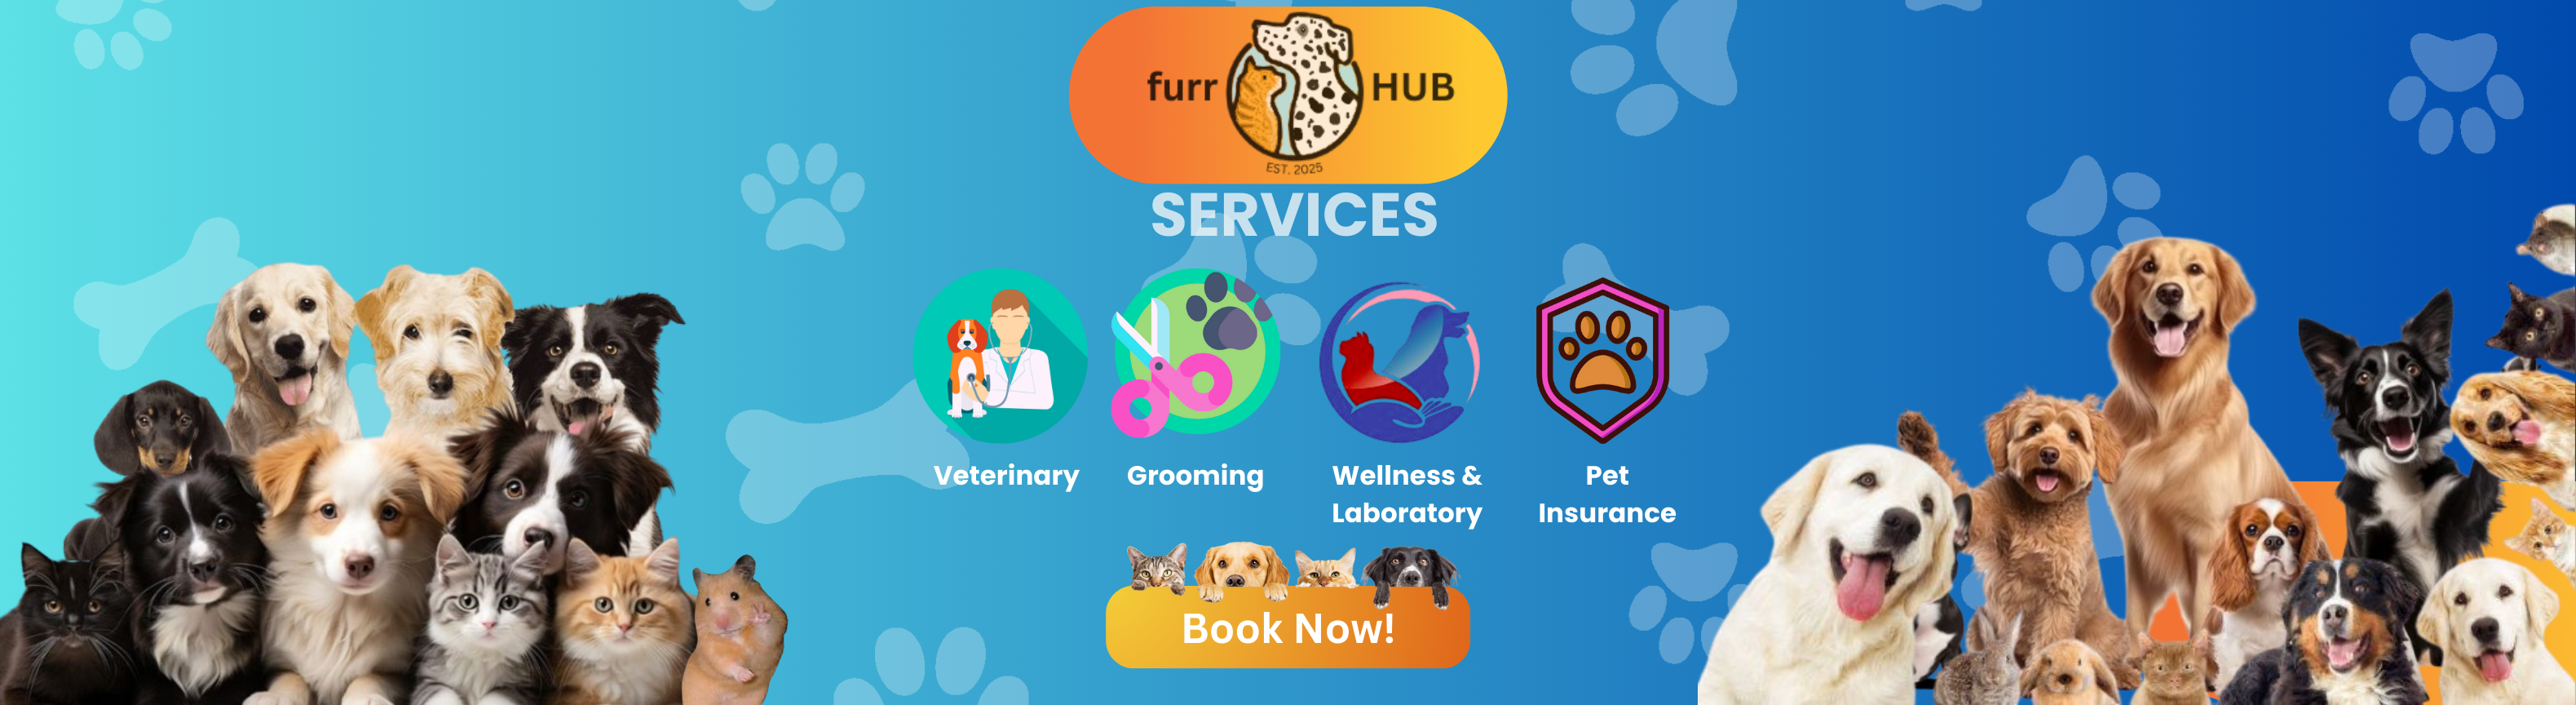 furr HUB
EST. 2025
SERVICES
Veterinary
Grooming
Wellness &
Laboratory
Pet
Insurance
Book Now!